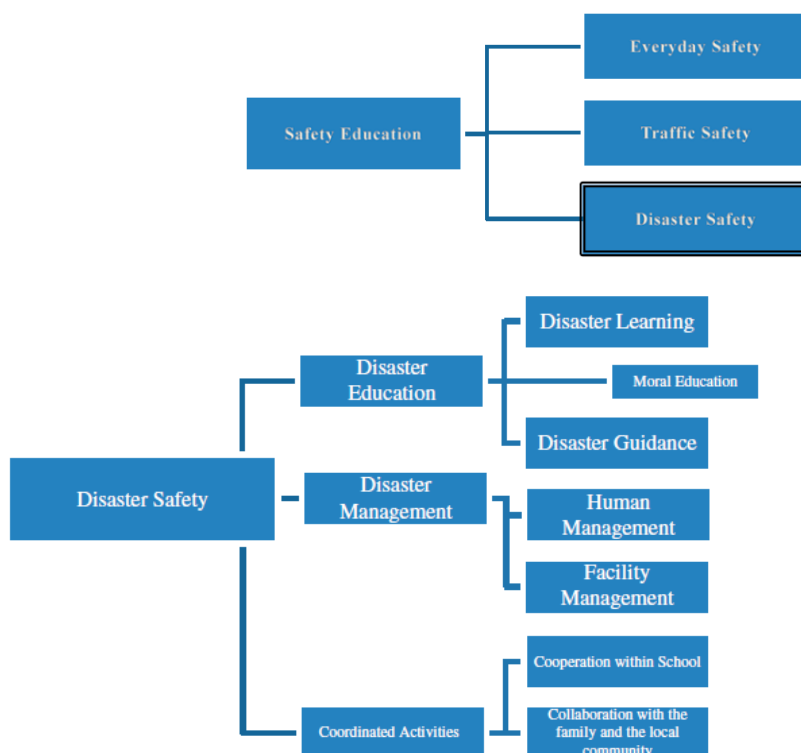 Everyday Safety
Safety Education
Traffic Safety
Disaster Safety
Disaster Learning
Disaster
Education
Moral Education
Disaster Guidance
Disaster Safety
Disaster
Management
Human
Management
Facility
Management
Cooperation within School
Coordinated Activities
Collaboration with the
family and the local
community